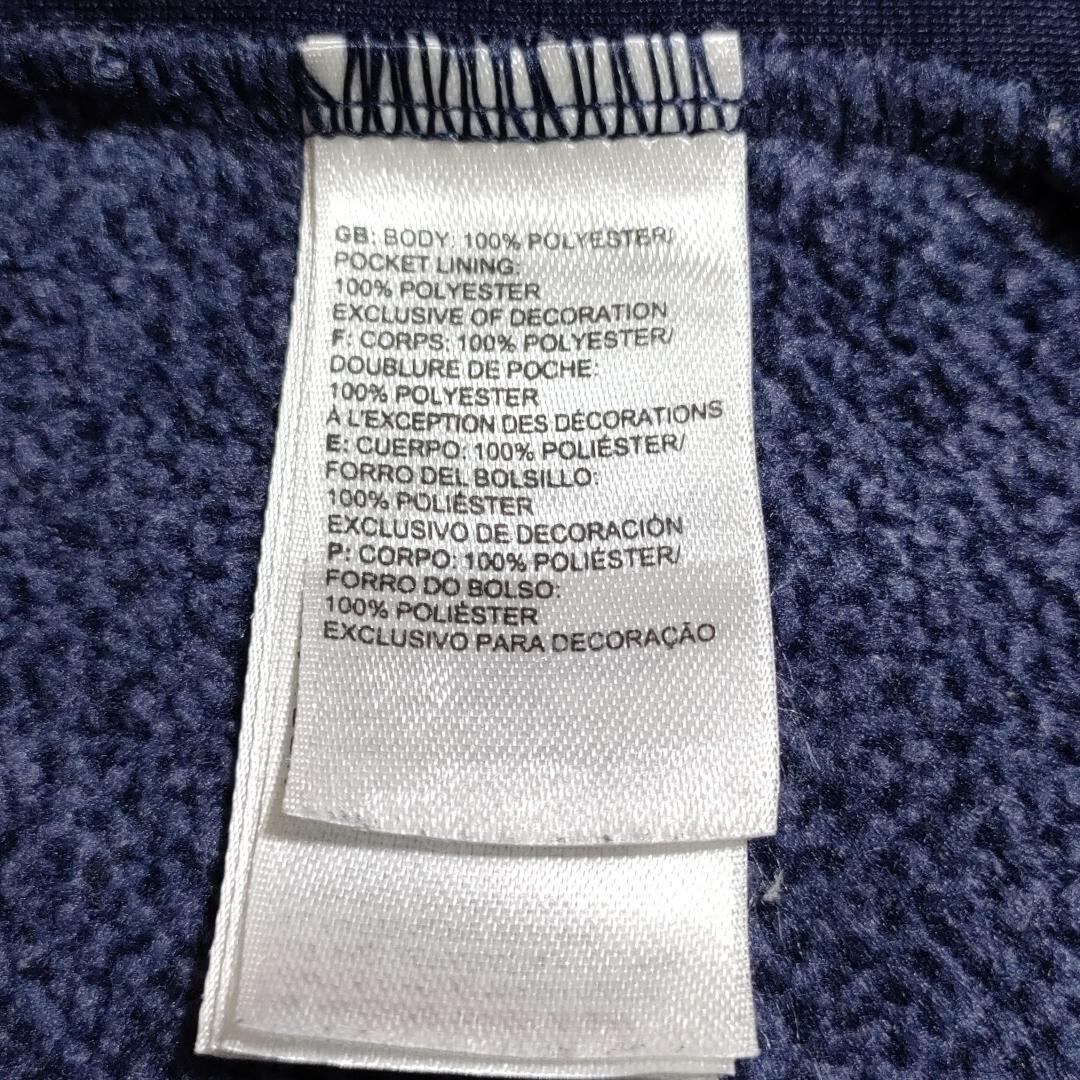 GB: BODY: 100% POLYESTER/
POCKET LINING:
100% POLYESTER
EXCLUSIVE OF DECORATION
F: CORPS: 100% POLYESTER/
DOUBLURE DE POCHE:
100% POLYESTER
À L'EXCEPTION DES DÉCORATIONS
E: CUERPO: 100% POLIÉSTER/
FORRO DEL BOLSILLO:
100% POLIÉSTER
EXCLUSIVO DE DECORACIÓN
P: CORPO: 100% POLIÉSTER/
FORRO DO BOLSO:
100% POLIÉSTER
EXCLUSIVO PARA DECORAÇÃO